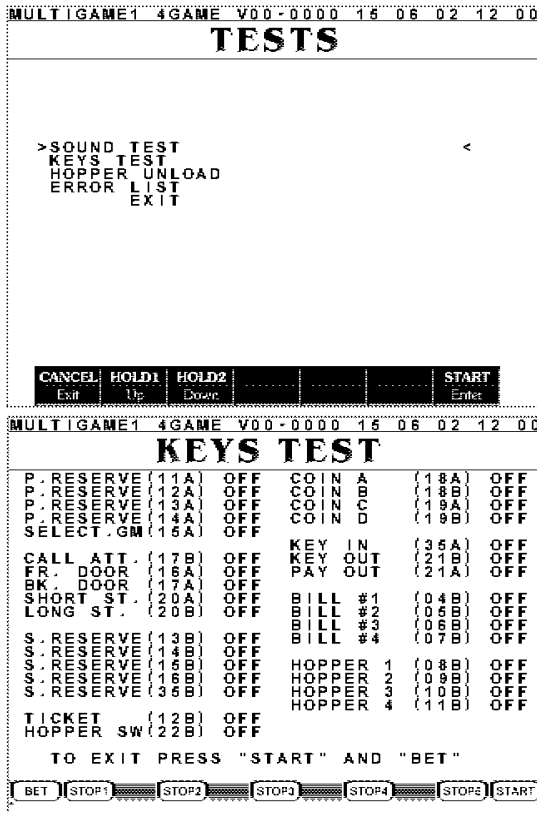 MULTIGAME1 4GAME V00-0000 15 06 02 12 00
TESTS
>SOUND TEST <
KEYS TEST
HOPPER UNLOAD
ERROR LIST
EXIT
CANCEL HOLD1 HOLD2 START
Exit Up Down Enter
MULTIGAME1 4GAME V00-0000 15 06 02 12 00
KEYS TEST
P.RESERVE(11A) OFF COIN A (18A) OFF
P.RESERVE(12A) OFF COIN B (18B) OFF
P.RESERVE(13A) OFF COIN C (19A) OFF
P.RESERVE(14A) OFF COIN D (19B) OFF
SELECT.GM(15A) OFF
KEY IN (35A) OFF
CALL ATT.(17B) OFF KEY OUT (21B) OFF
FR. DOOR (16A) OFF PAY OUT (21A) OFF
BK. DOOR (17A) OFF
SHORT ST.(20A) OFF BILL #1 (04B) OFF
LONG ST. (20B) OFF BILL #2 (05B) OFF
BILL #3 (06B) OFF
S.RESERVE(13B) OFF BILL #4 (07B) OFF
S.RESERVE(14B) OFF
S.RESERVE(15B) OFF HOPPER 1 (08B) OFF
S.RESERVE(16B) OFF HOPPER 2 (09B) OFF
S.RESERVE(35B) OFF HOPPER 3 (10B) OFF
HOPPER 4 (11B) OFF
TICKET (12B) OFF
HOPPER SW(22B) OFF
TO EXIT PRESS "START" AND "BET"
BET STOP1 STOP2 STOP3 STOP4 STOP5 START